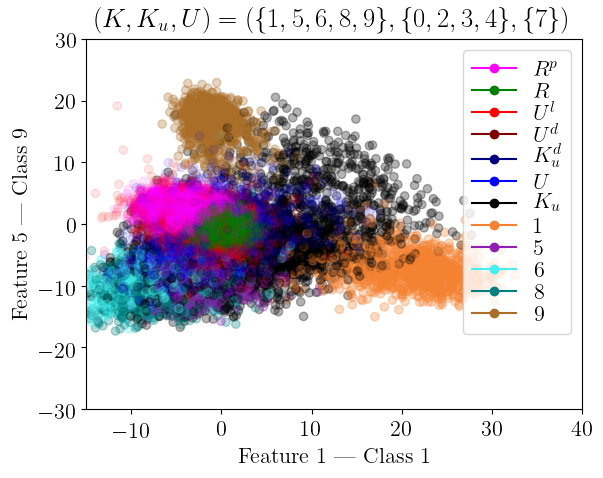 (K, K_u, U) = ({1, 5, 6, 8, 9}, {0, 2, 3, 4}, {7})
30
20
10
0
−10
−20
−30
Feature 5 — Class 9
−10
0
10
20
30
40
Feature 1 — Class 1
R^p
R
U^l
U^d
K_u^d
U
K_u
1
5
6
8
9